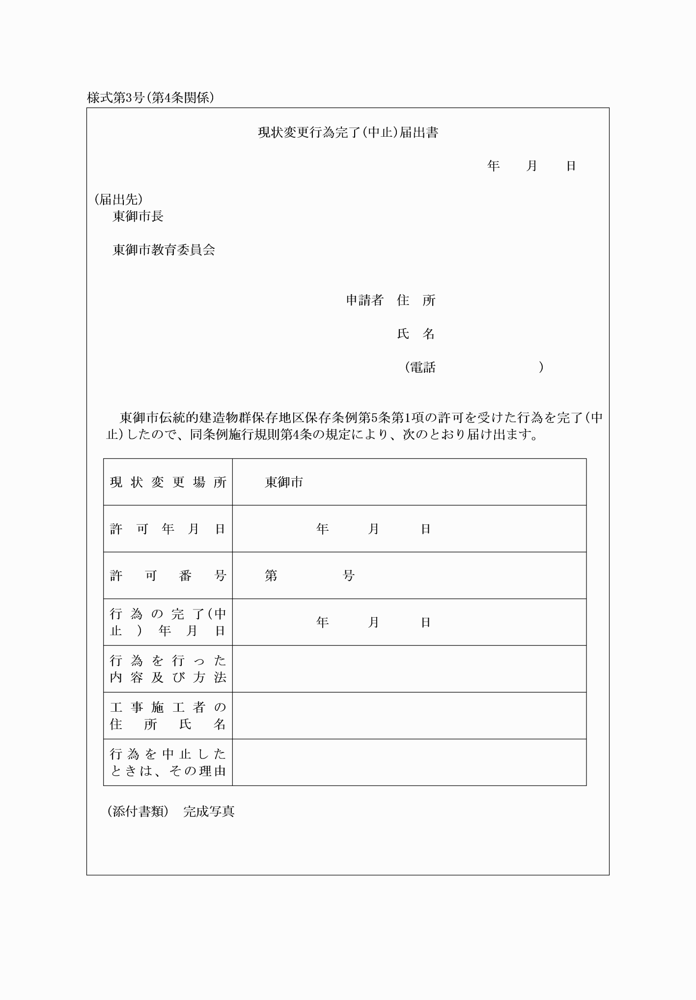 様式第3号(第4条関係)
現状変更行為完了(中止)届出書
年　　月　　日
(届出先)
東御市長
東御市教育委員会
申請者　住　所
氏　名
(電話　　　　　　　　)
東御市伝統的建造物群保存地区保存条例第5条第1項の許可を受けた行為を完了(中
止)したので、同条例施行規則第4条の規定により、次のとおり届け出ます。
現状変更場所　　東御市
許可年月日　　年　　月　　日
許可番号　　第　　　　　号
行為の完了(中
止)年月日　　年　　月　　日
行為を行った
内容及び方法
工事施工者の
住所氏名
行為を中止した
ときは、その理由
(添付書類)　完成写真